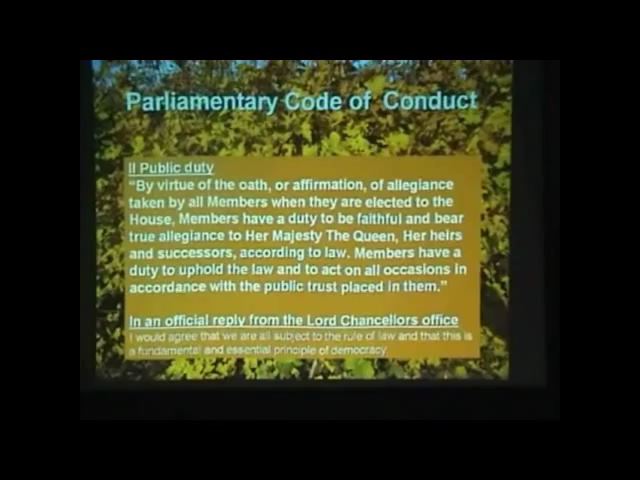 Parliamentary Code of Conduct
II Public duty
“By virtue of the oath, or affirmation, of allegiance
taken by all Members when they are elected to the
House, Members have a duty to be faithful and bear
true allegiance to Her Majesty The Queen, Her heirs
and successors, according to law. Members have a
duty to uphold the law and to act on all occasions in
accordance with the public trust placed in them.”
In an official reply from the Lord Chancellors office
I would agree that we are all subject to the rule of law and that this is
a fundamental and essential principle of democracy